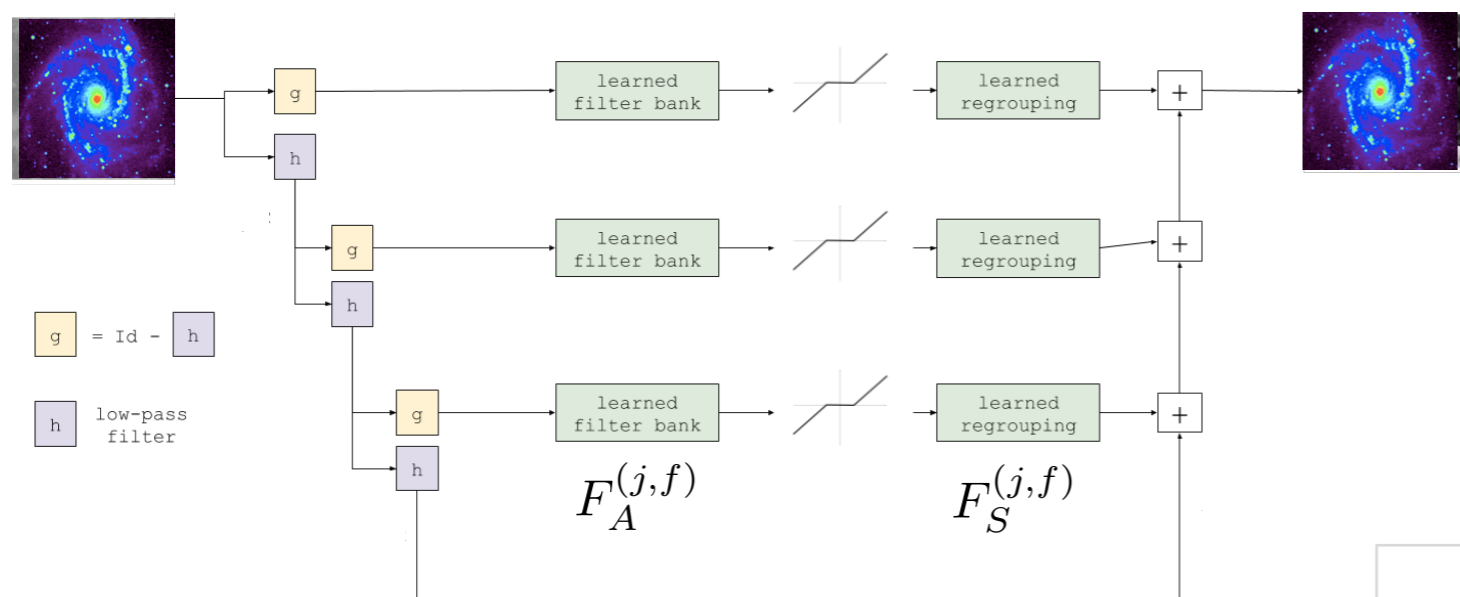 g
learned
filter bank
learned
regrouping
+
h
g
learned
filter bank
learned
regrouping
+
h
g = Id - h
g
learned
filter bank
learned
regrouping
+
h low-pass
filter
h
F_A^{(j,f)}
F_S^{(j,f)}